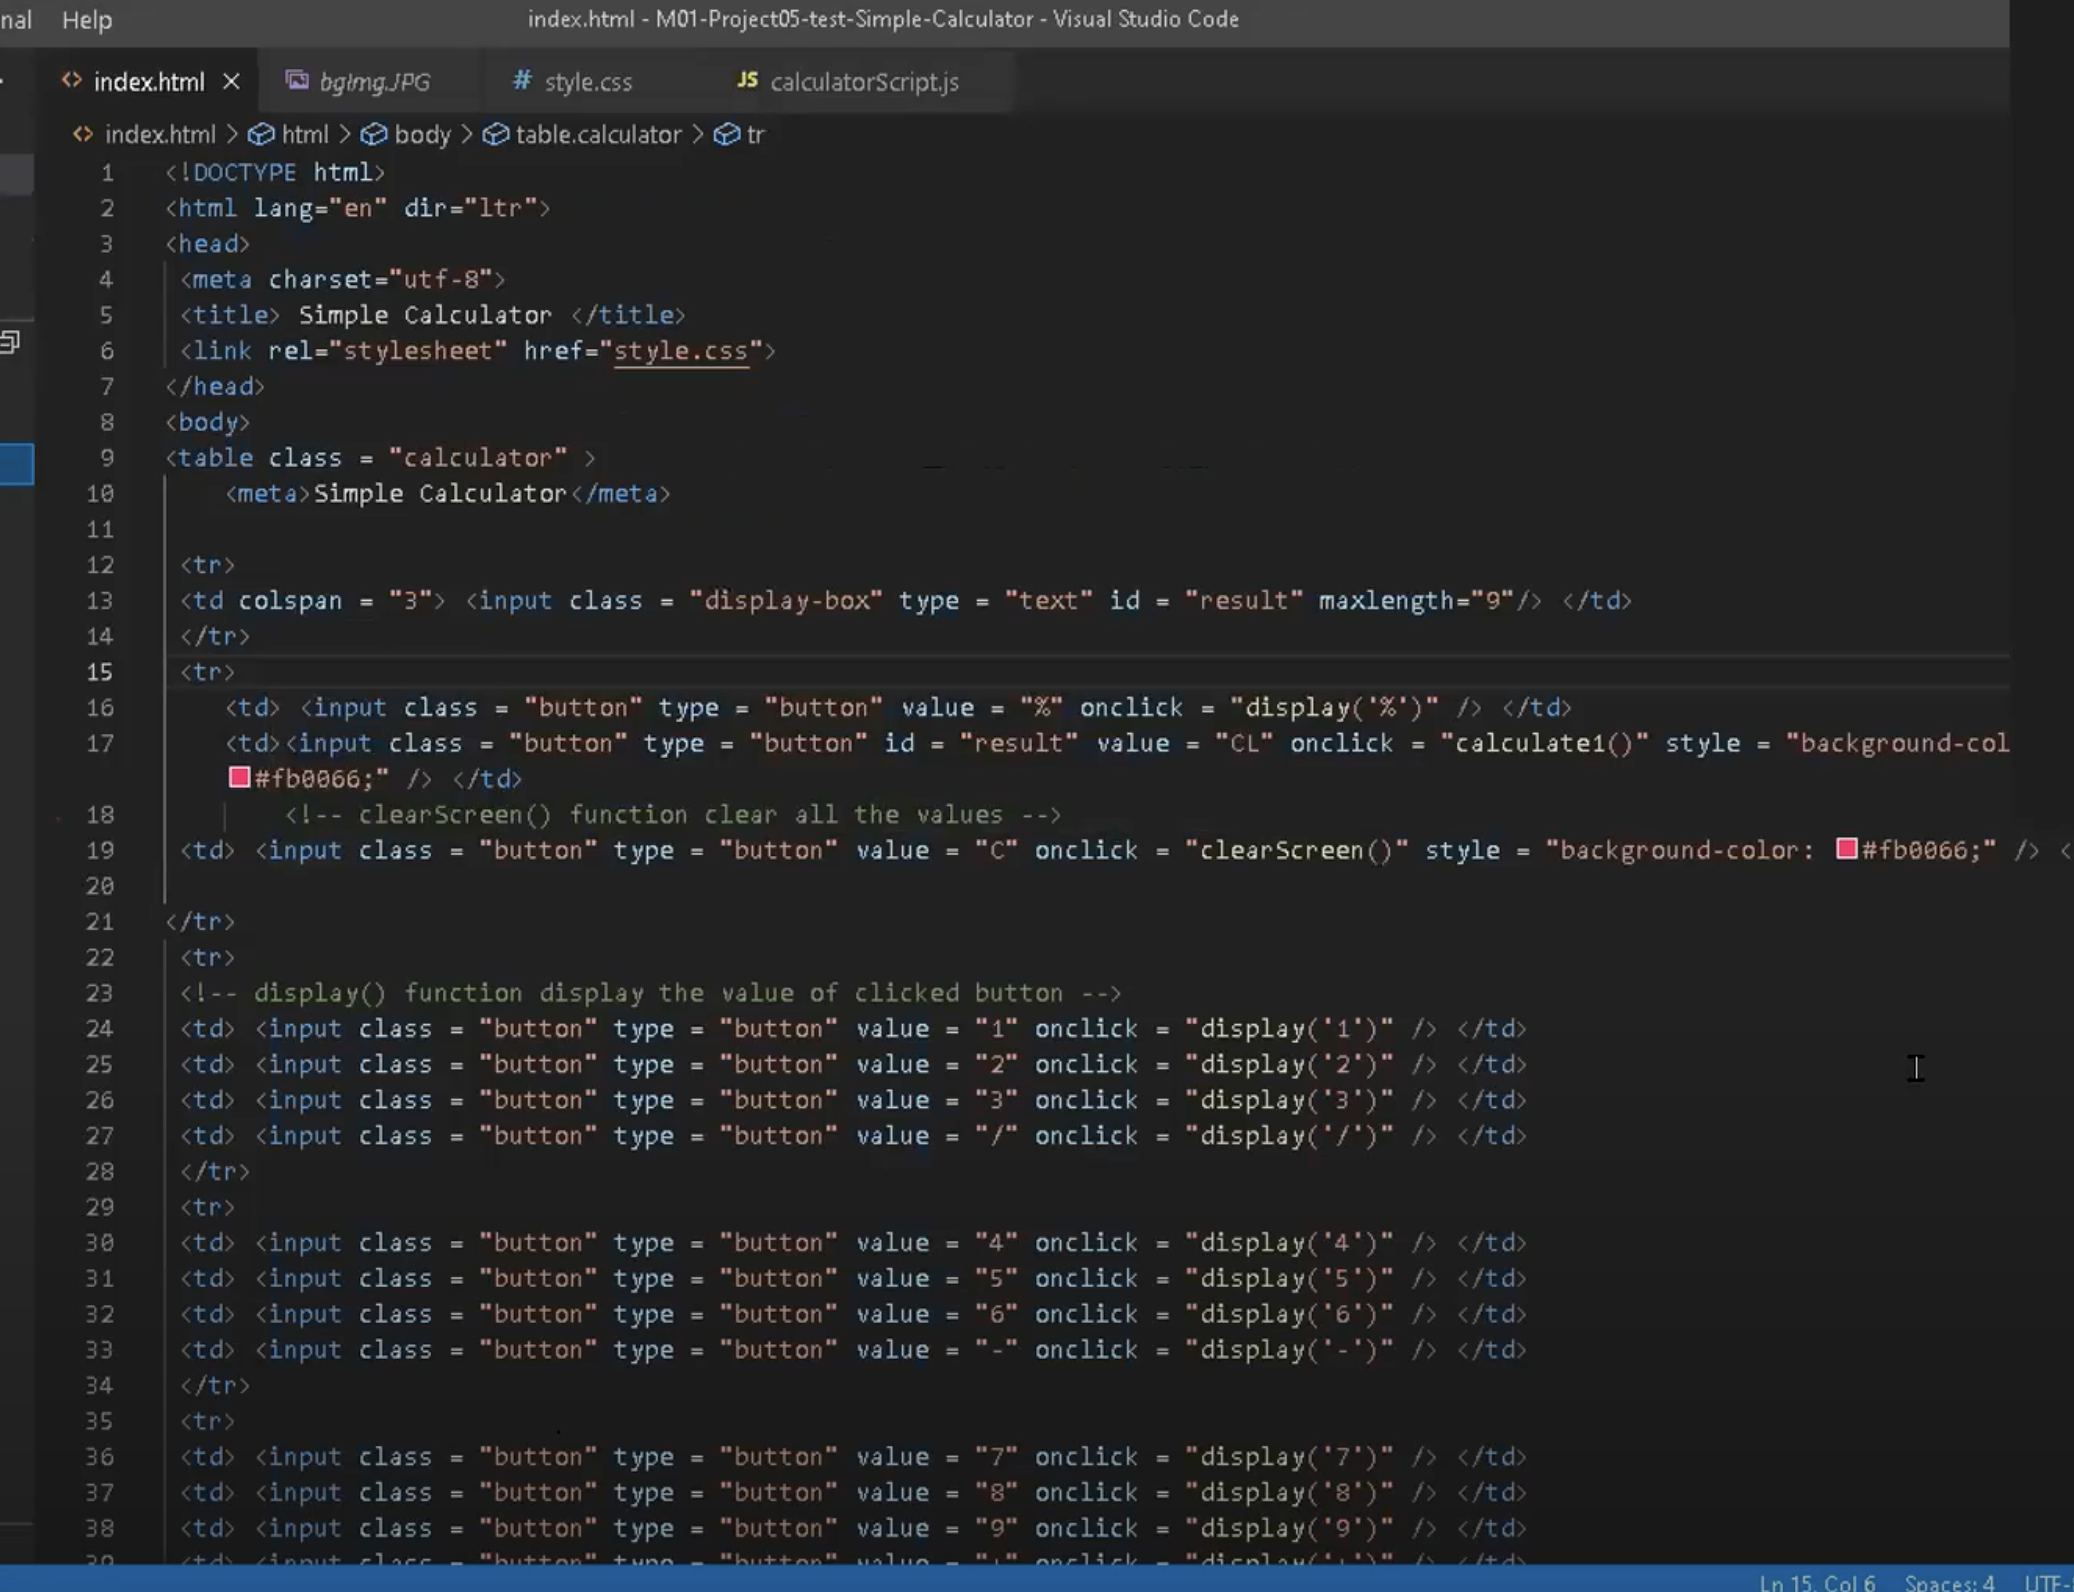 Help
index.html - M01-Project05-test-Simple-Calculator - Visual Studio Code
<> index.html × bgImg.JPG # style.css JS calculatorScript.js
<> index.html > html > body > table.calculator > tr
1 <!DOCTYPE html>
2 <html lang="en" dir="ltr">
3 <head>
4 <meta charset="utf-8">
5 <title> Simple Calculator </title>
6 <link rel="stylesheet" href="style.css">
7 </head>
8 <body>
9 <table class = "calculator" >
10 <meta>Simple Calculator</meta>
11
12 <tr>
13 <td colspan = "3"> <input class = "display-box" type = "text" id = "result" maxlength="9"/> </td>
14 </tr>
15 <tr>
16 <td> <input class = "button" type = "button" value = "%" onclick = "display('%')" /> </td>
17 <td><input class = "button" type = "button" id = "result" value = "CL" onclick = "calculate1()" style = "background-col
#fb0066;" /> </td>
18 <!-- clearScreen() function clear all the values -->
19 <td> <input class = "button" type = "button" value = "C" onclick = "clearScreen()" style = "background-color: #fb0066;" /> <
20
21 </tr>
22 <tr>
23 <!-- display() function display the value of clicked button -->
24 <td> <input class = "button" type = "button" value = "1" onclick = "display('1')" /> </td>
25 <td> <input class = "button" type = "button" value = "2" onclick = "display('2')" /> </td>
26 <td> <input class = "button" type = "button" value = "3" onclick = "display('3')" /> </td>
27 <td> <input class = "button" type = "button" value = "/" onclick = "display('/')" /> </td>
28 </tr>
29 <tr>
30 <td> <input class = "button" type = "button" value = "4" onclick = "display('4')" /> </td>
31 <td> <input class = "button" type = "button" value = "5" onclick = "display('5')" /> </td>
32 <td> <input class = "button" type = "button" value = "6" onclick = "display('6')" /> </td>
33 <td> <input class = "button" type = "button" value = "-" onclick = "display('-')" /> </td>
34 </tr>
35 <tr>
36 <td> <input class = "button" type = "button" value = "7" onclick = "display('7')" /> </td>
37 <td> <input class = "button" type = "button" value = "8" onclick = "display('8')" /> </td>
38 <td> <input class = "button" type = "button" value = "9" onclick = "display('9')" /> </td>
Ln 15, Col 6 Spaces: 4